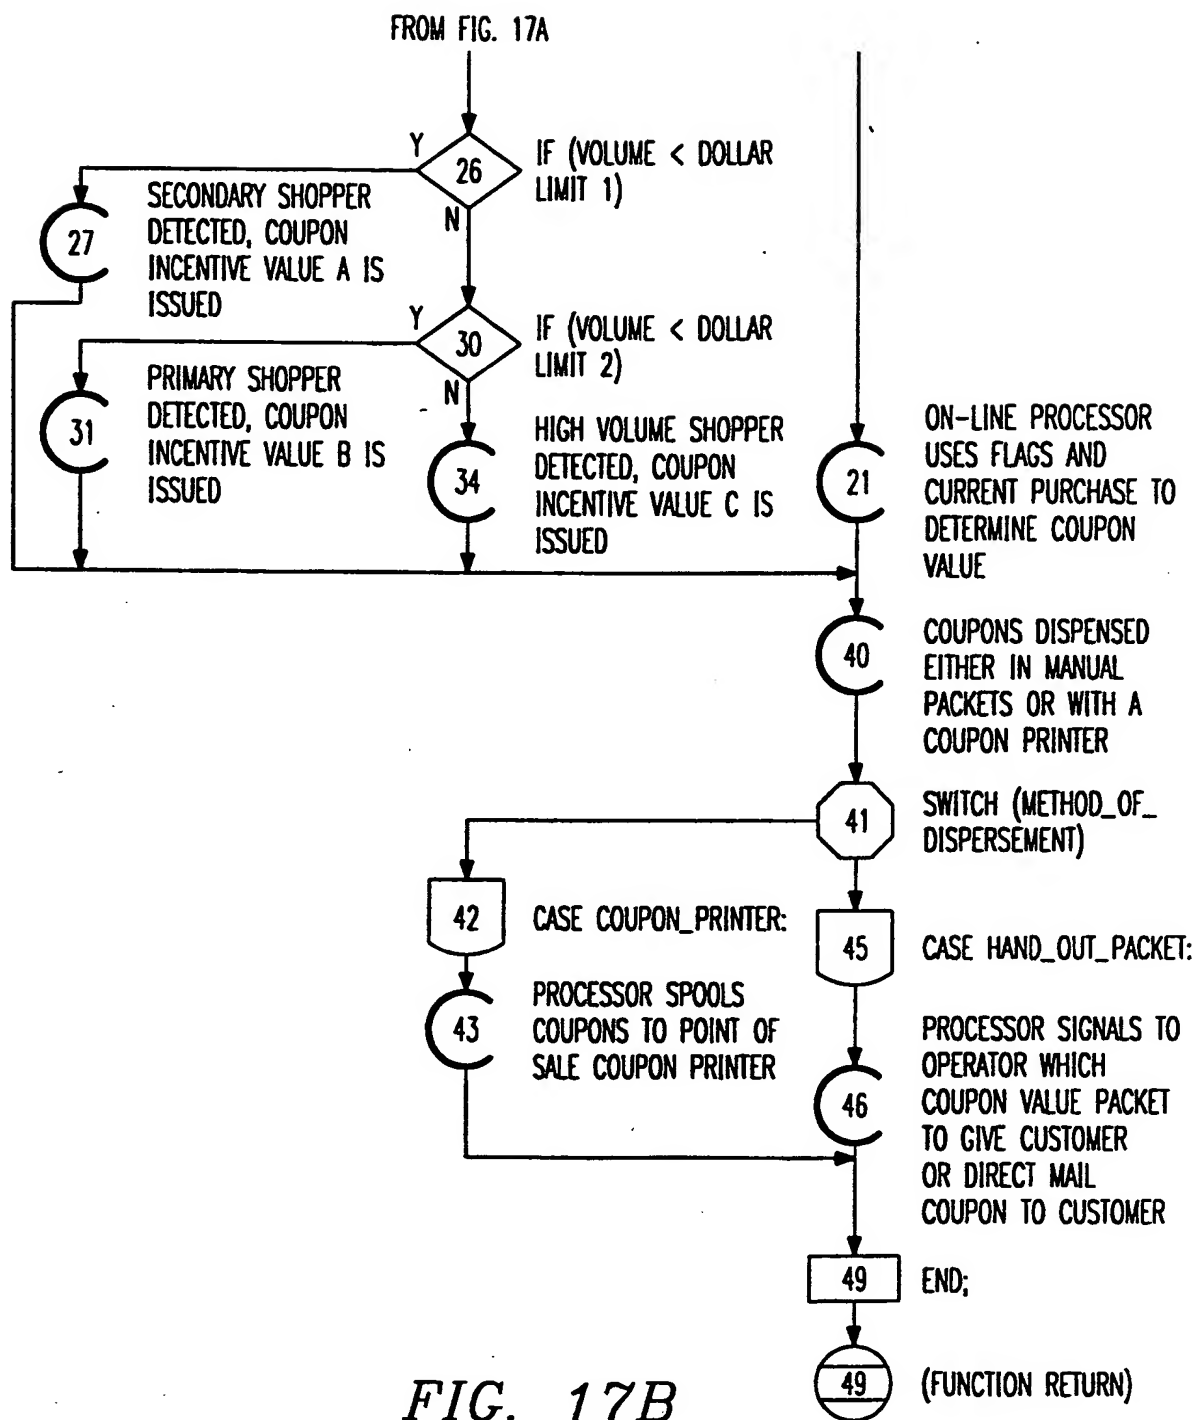 FROM FIG. 17A
Y
26
IF (VOLUME < DOLLAR
LIMIT 1)
N
27
SECONDARY SHOPPER
DETECTED, COUPON
INCENTIVE VALUE A IS
ISSUED
Y
30
IF (VOLUME < DOLLAR
LIMIT 2)
N
31
PRIMARY SHOPPER
DETECTED, COUPON
INCENTIVE VALUE B IS
ISSUED
34
HIGH VOLUME SHOPPER
DETECTED, COUPON
INCENTIVE VALUE C IS
ISSUED
21
ON-LINE PROCESSOR
USES FLAGS AND
CURRENT PURCHASE TO
DETERMINE COUPON
VALUE
40
COUPONS DISPENSED
EITHER IN MANUAL
PACKETS OR WITH A
COUPON PRINTER
41
SWITCH (METHOD_OF_
DISPERSEMENT)
42
CASE COUPON_PRINTER:
43
PROCESSOR SPOOLS
COUPONS TO POINT OF
SALE COUPON PRINTER
45
CASE HAND_OUT_PACKET:
46
PROCESSOR SIGNALS TO
OPERATOR WHICH
COUPON VALUE PACKET
TO GIVE CUSTOMER
OR DIRECT MAIL
COUPON TO CUSTOMER
49
END;
49
(FUNCTION RETURN)
FIG. 17B